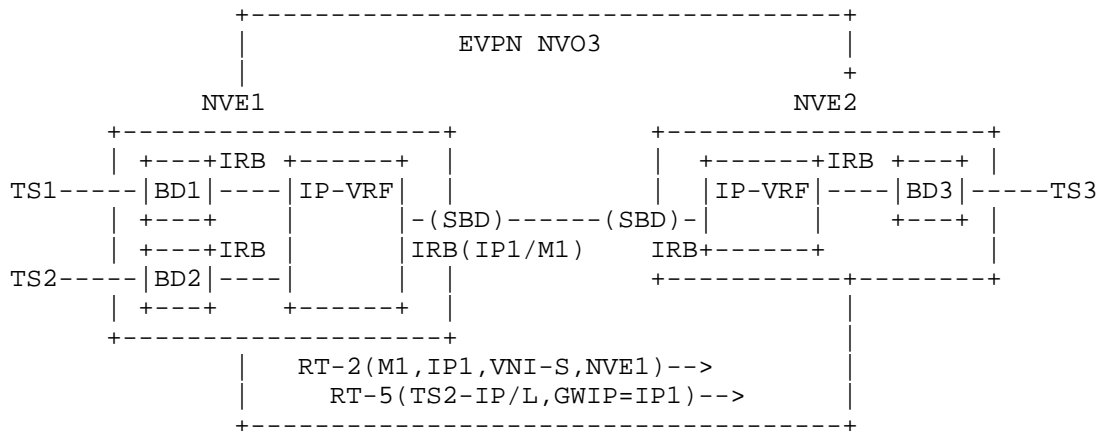 EVPN NVO3
NVE1 NVE2
IRB IRB
TS1 BD1 IP-VRF IP-VRF BD3 TS3
(SBD) (SBD)
IRB IRB(IP1/M1) IRB
TS2 BD2
RT-2(M1,IP1,VNI-S,NVE1)-->
RT-5(TS2-IP/L,GWIP=IP1)-->